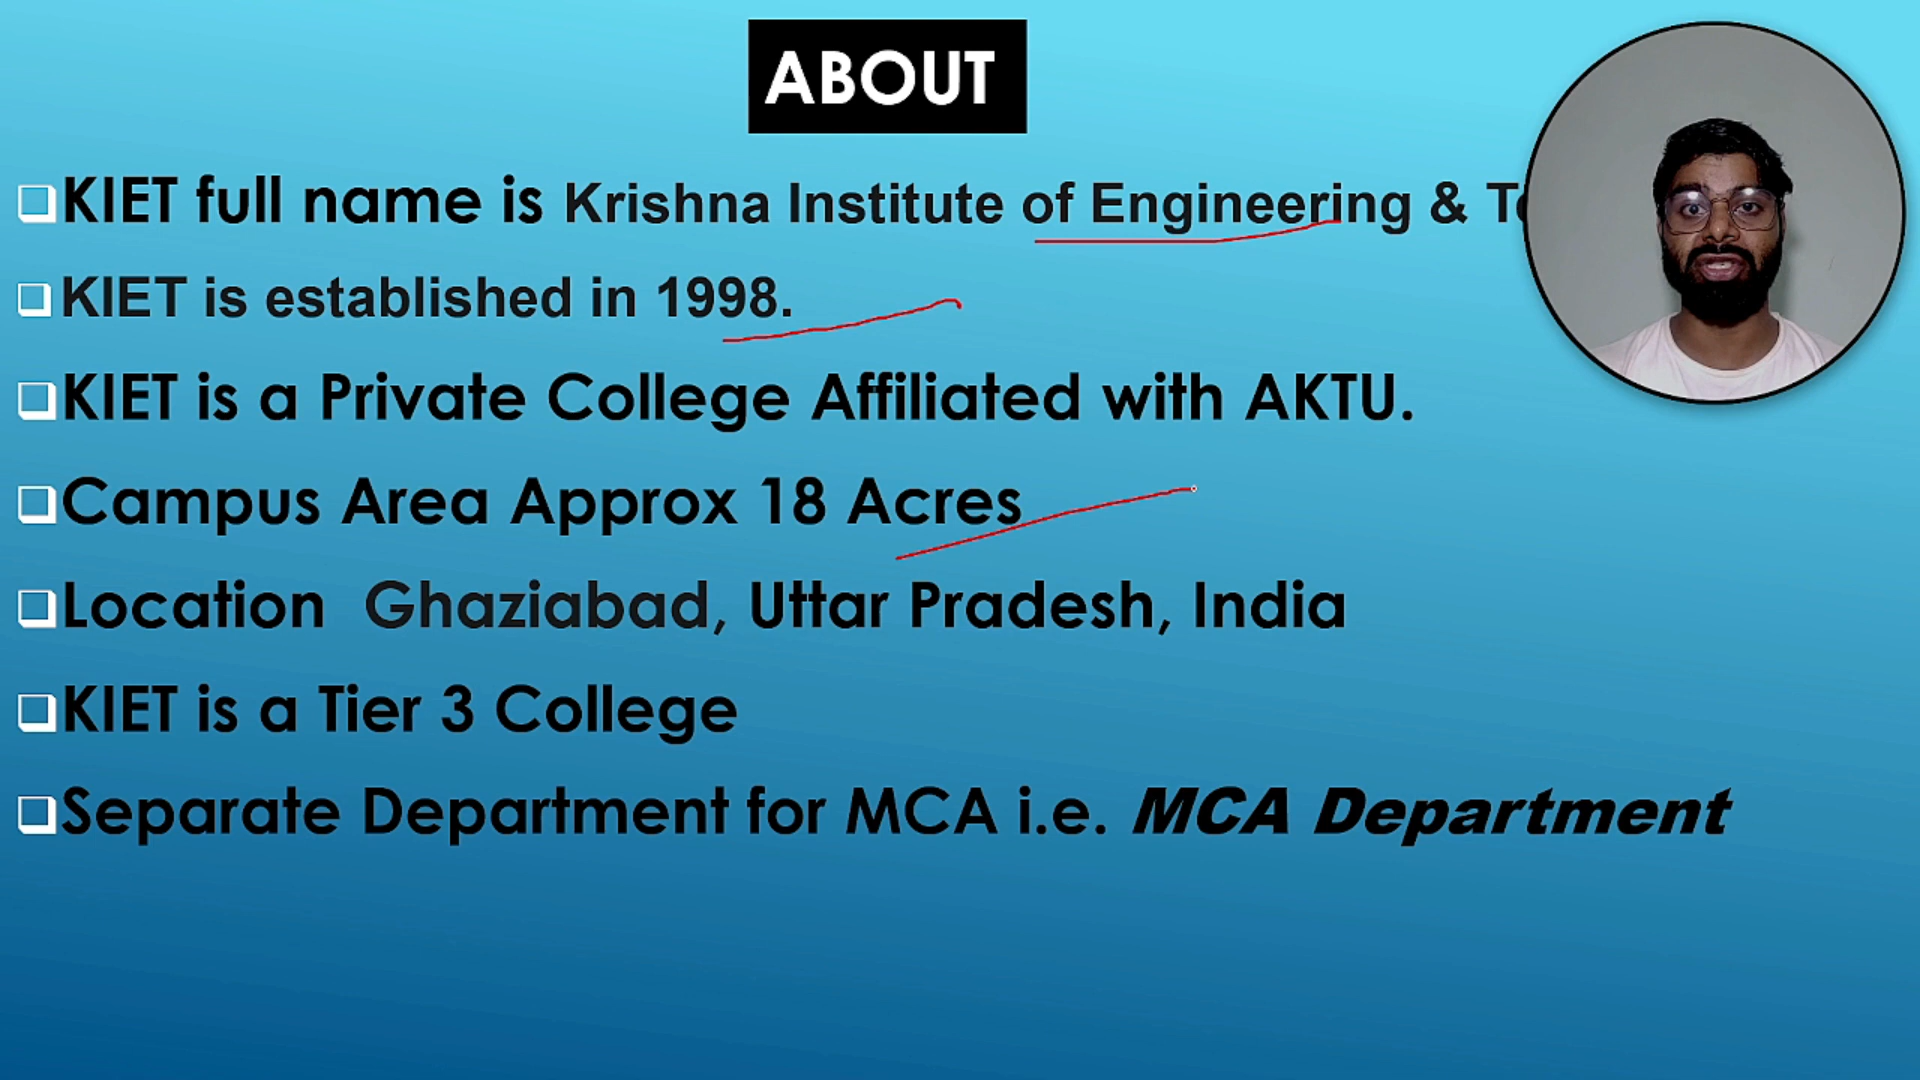 ABOUT
KIET full name is Krishna Institute of Engineering &
KIET is established in 1998.
KIET is a Private College Affiliated with AKTU.
Campus Area Approx 18 Acres
Location Ghaziabad, Uttar Pradesh, India
KIET is a Tier 3 College
Separate Department for MCA i.e. MCA Department